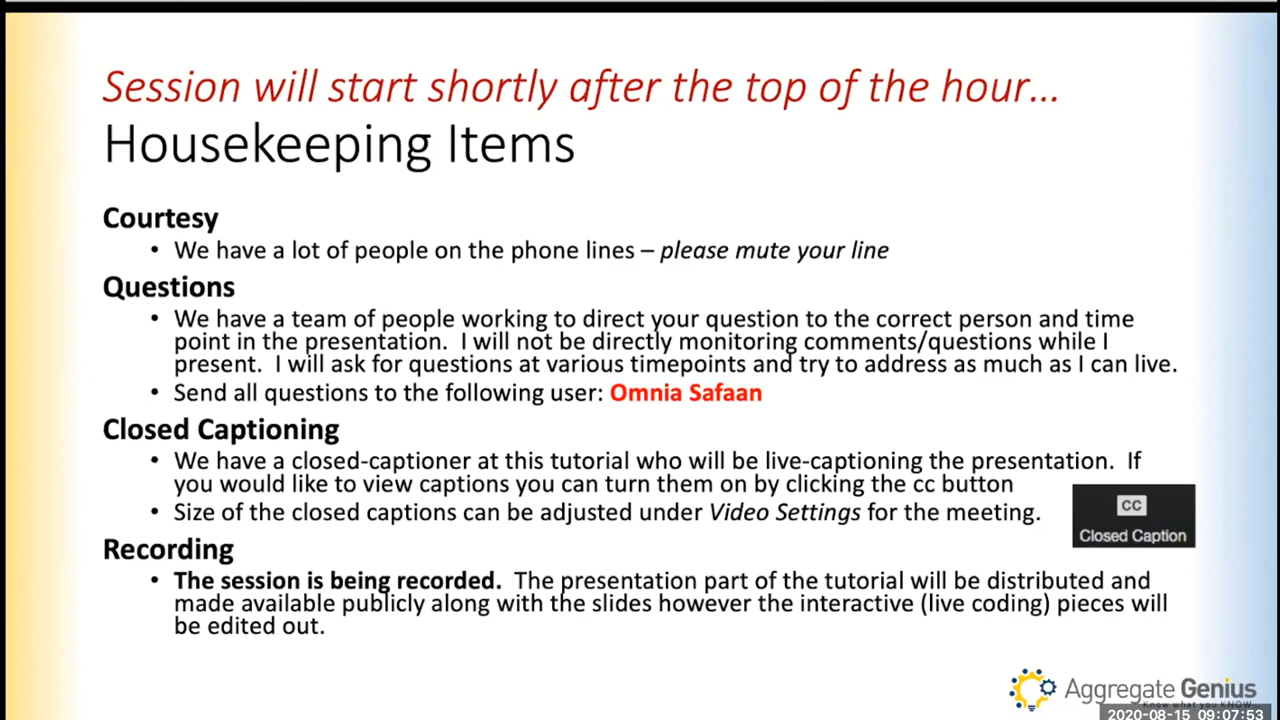 Session will start shortly after the top of the hour...
Housekeeping Items
Courtesy
• We have a lot of people on the phone lines – please mute your line
Questions
• We have a team of people working to direct your question to the correct person and time
point in the presentation. I will not be directly monitoring comments/questions while I
present. I will ask for questions at various timepoints and try to address as much as I can live.
• Send all questions to the following user: Omnia Safaan
Closed Captioning
• We have a closed-captioner at this tutorial who will be live-captioning the presentation. If
you would like to view captions you can turn them on by clicking the cc button
• Size of the closed captions can be adjusted under Video Settings for the meeting.
CC
Closed Caption
Recording
• The session is being recorded. The presentation part of the tutorial will be distributed and
made available publicly along with the slides however the interactive (live coding) pieces will
be edited out.
Aggregate Genius
Know what you KNOW
2020-08-15 09:07:53